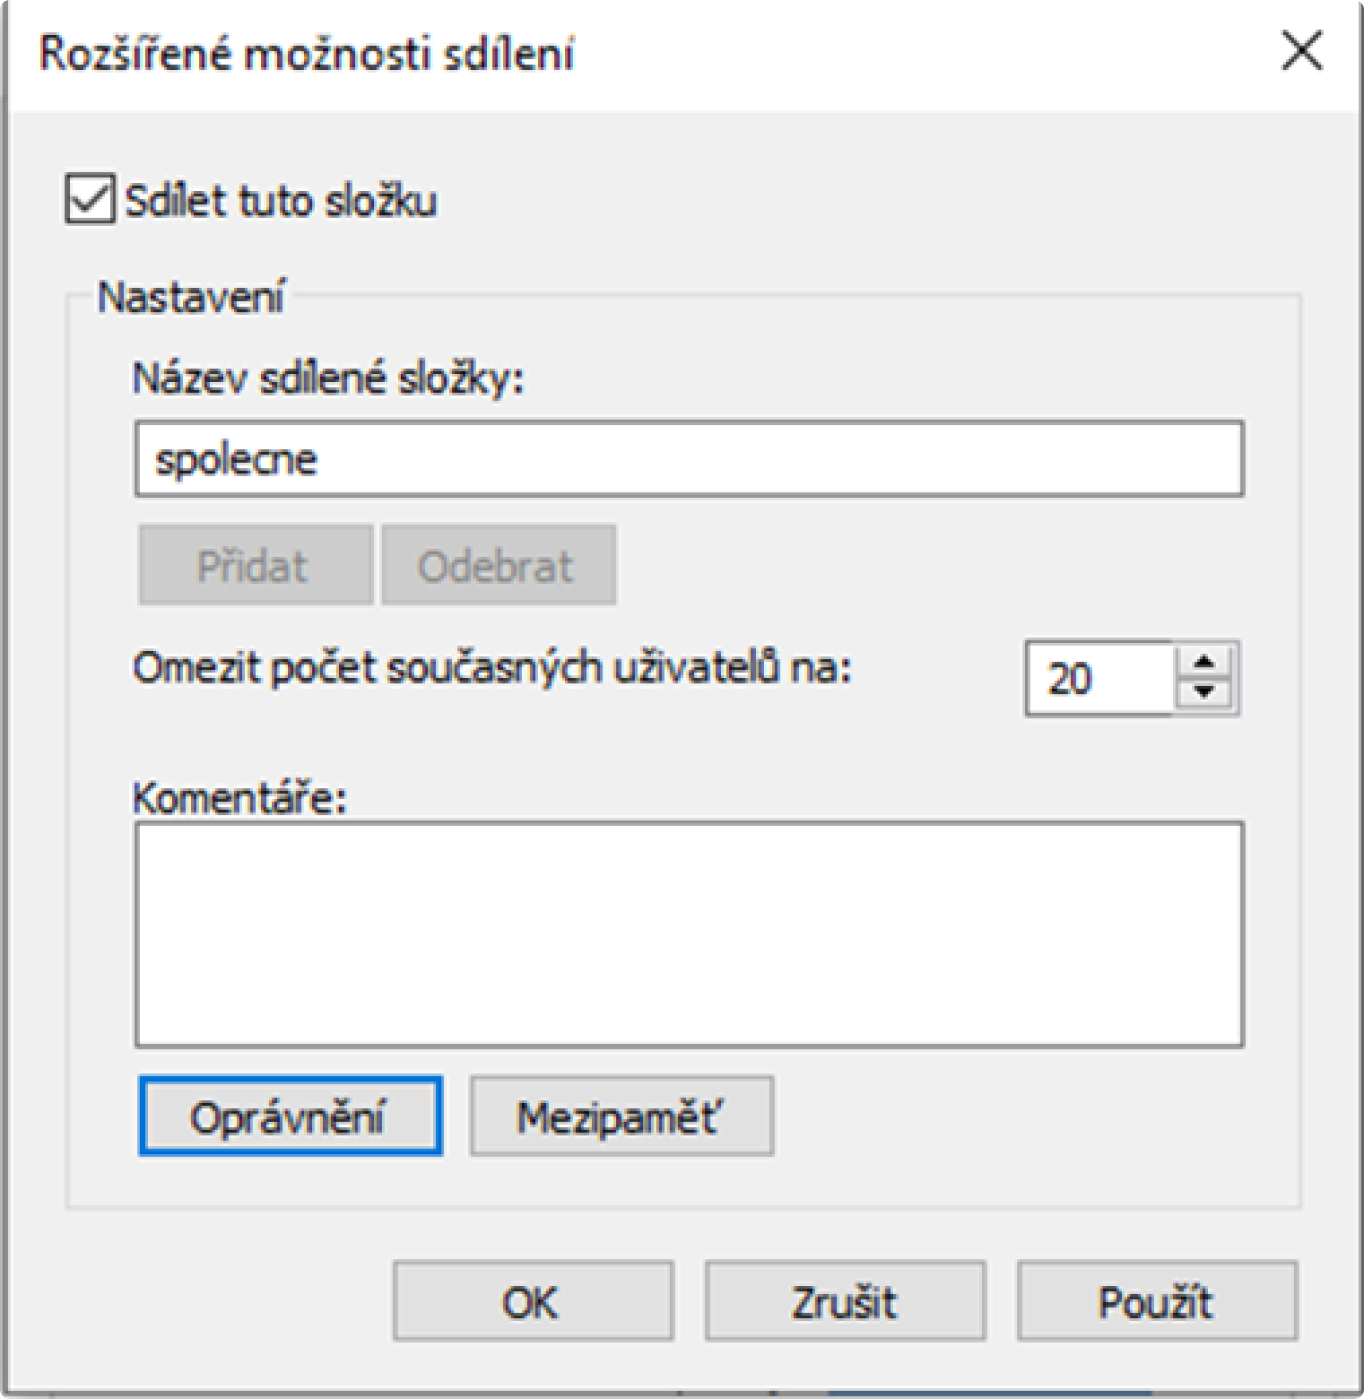 Rozšířené možnosti sdílení
Sdílet tuto složku
Nastavení
Název sdílené složky:
spolecne
Přidat Odebrat
Omezit počet současných uživatelů na: 20
Komentáře:
Oprávnění Mezipaměť
OK Zrušit Použít